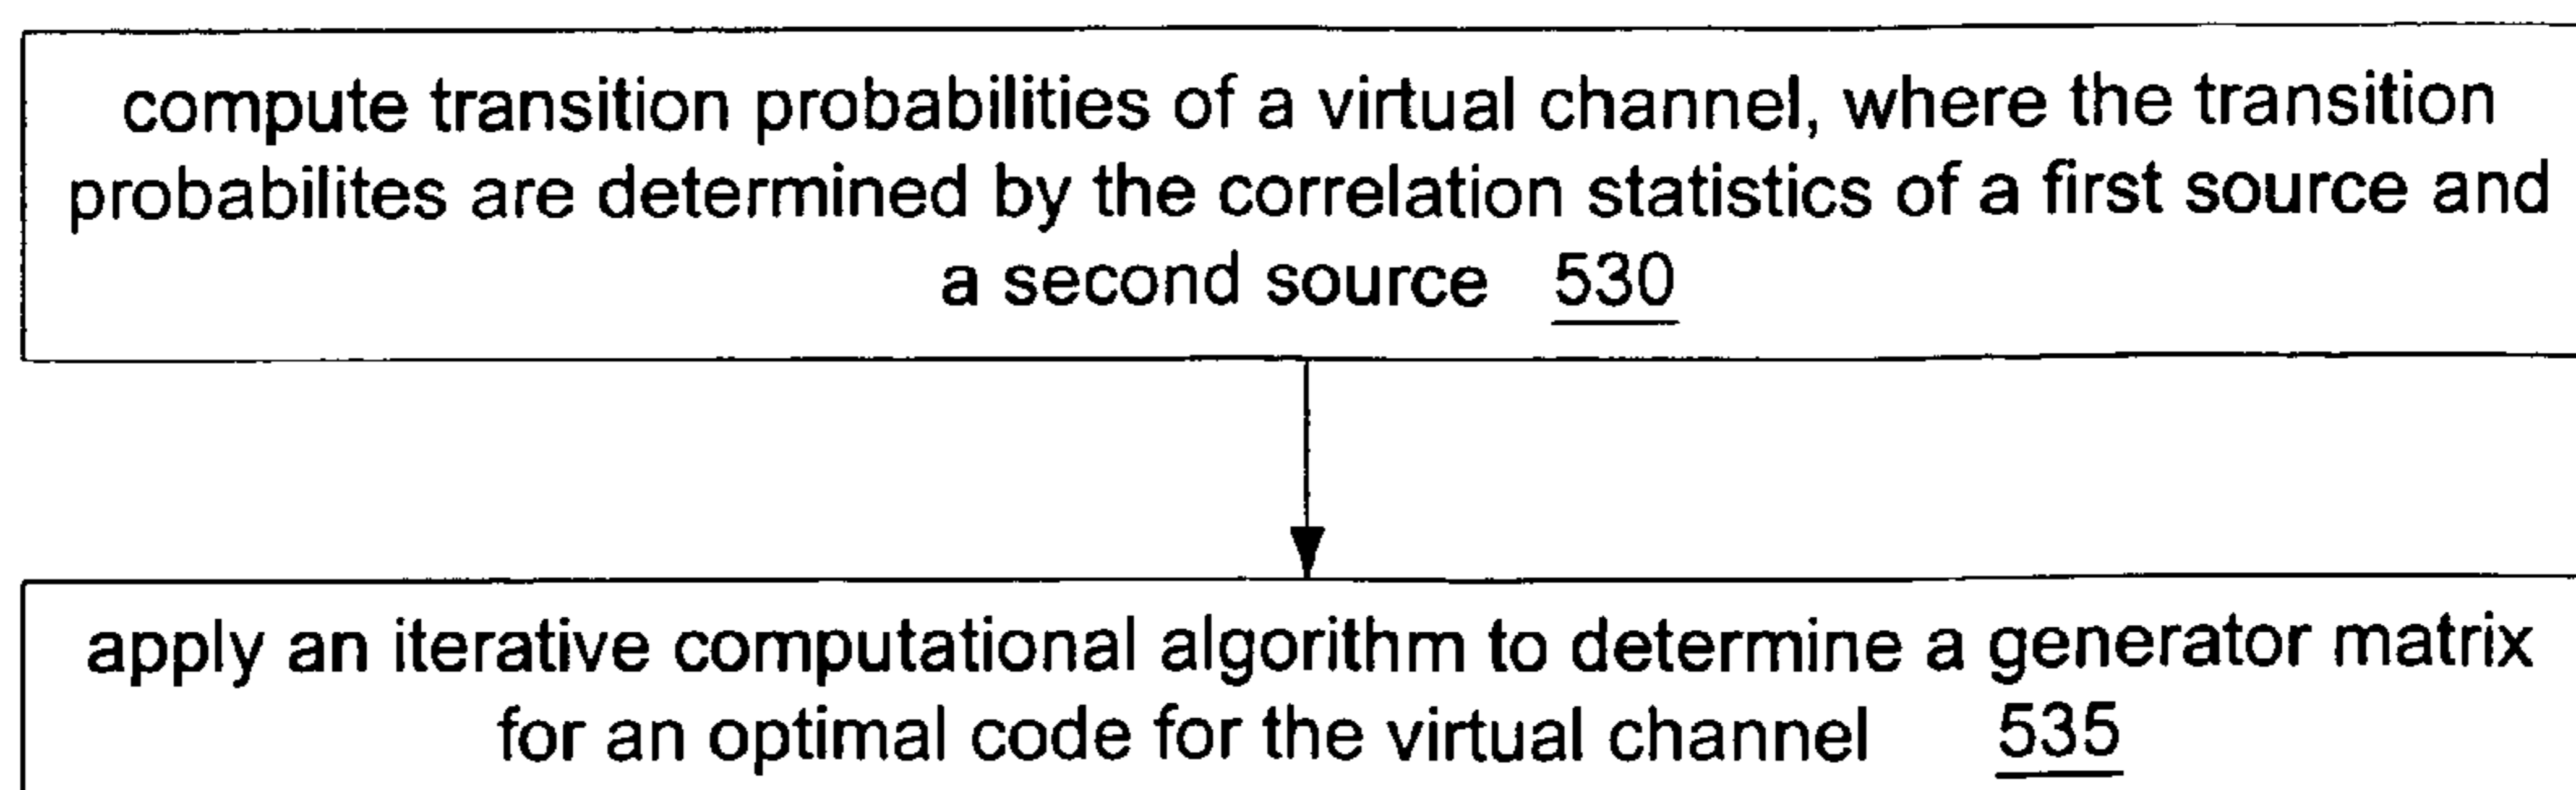 compute transition probabilities of a virtual channel, where the transition
probabilites are determined by the correlation statistics of a first source and
a second source 530
apply an iterative computational algorithm to determine a generator matrix
for an optimal code for the virtual channel 535